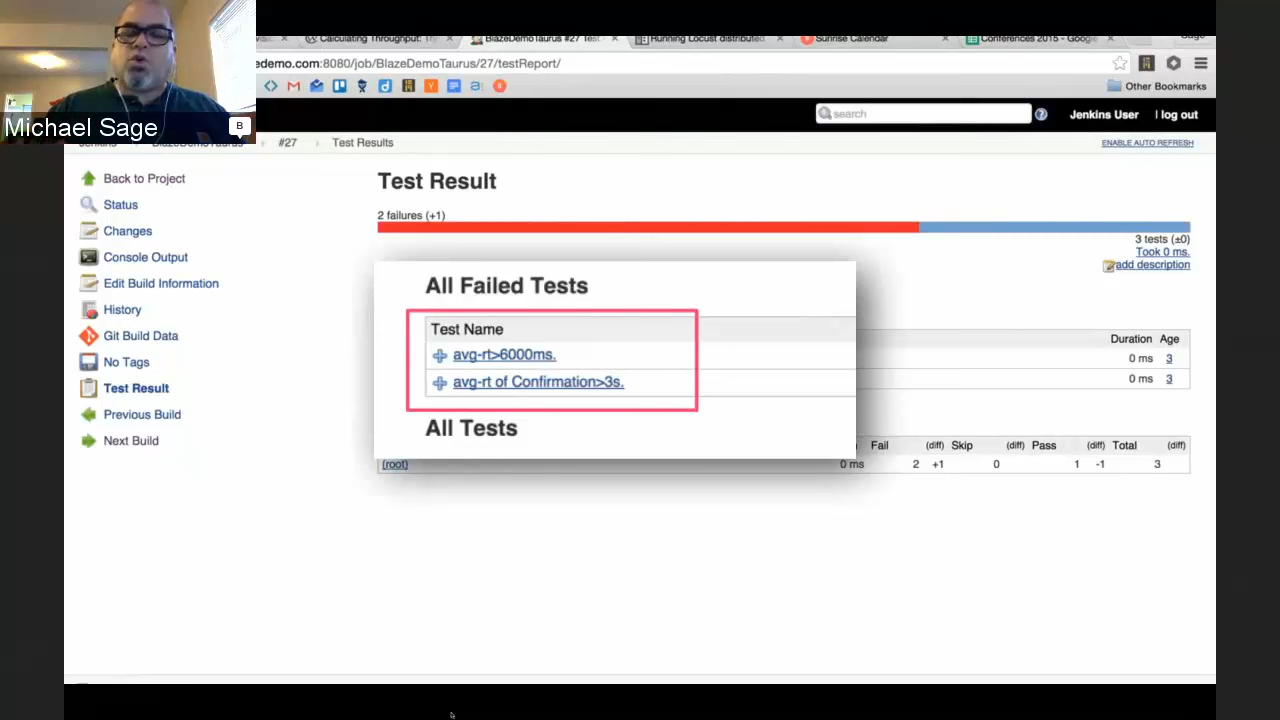 Calculating Throughput:
BlazeDemoTaurus #27 Test
Running Locust distributed
Sunrise Calendar
Conferences 2015 - Google
Sage
edemo.com:8080/job/BlazeDemoTaurus/27/testReport/
Other Bookmarks
Michael Sage
B
search
Jenkins User
log out
Jenkins
BlazeDemoTaurus
#27
Test Results
ENABLE AUTO REFRESH
Back to Project
Status
Changes
Console Output
Edit Build Information
History
Git Build Data
No Tags
Test Result
Previous Build
Next Build
Test Result
2 failures (+1)
3 tests (±0)
Took 0 ms.
add description
All Failed Tests
Test Name
avg-rt>6000ms.
avg-rt of Confirmation>3s.
All Tests
Duration Age
0 ms 3
0 ms 3
Fail (diff) Skip (diff) Pass (diff) Total (diff)
(root) 0 ms 2 +1 0 1 -1 3